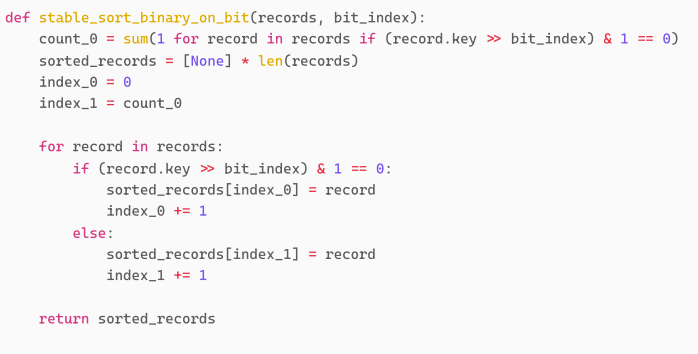 def stable_sort_binary_on_bit(records, bit_index):
    count_0 = sum(1 for record in records if (record.key >> bit_index) & 1 == 0)
    sorted_records = [None] * len(records)
    index_0 = 0
    index_1 = count_0

    for record in records:
        if (record.key >> bit_index) & 1 == 0:
            sorted_records[index_0] = record
            index_0 += 1
        else:
            sorted_records[index_1] = record
            index_1 += 1

    return sorted_records